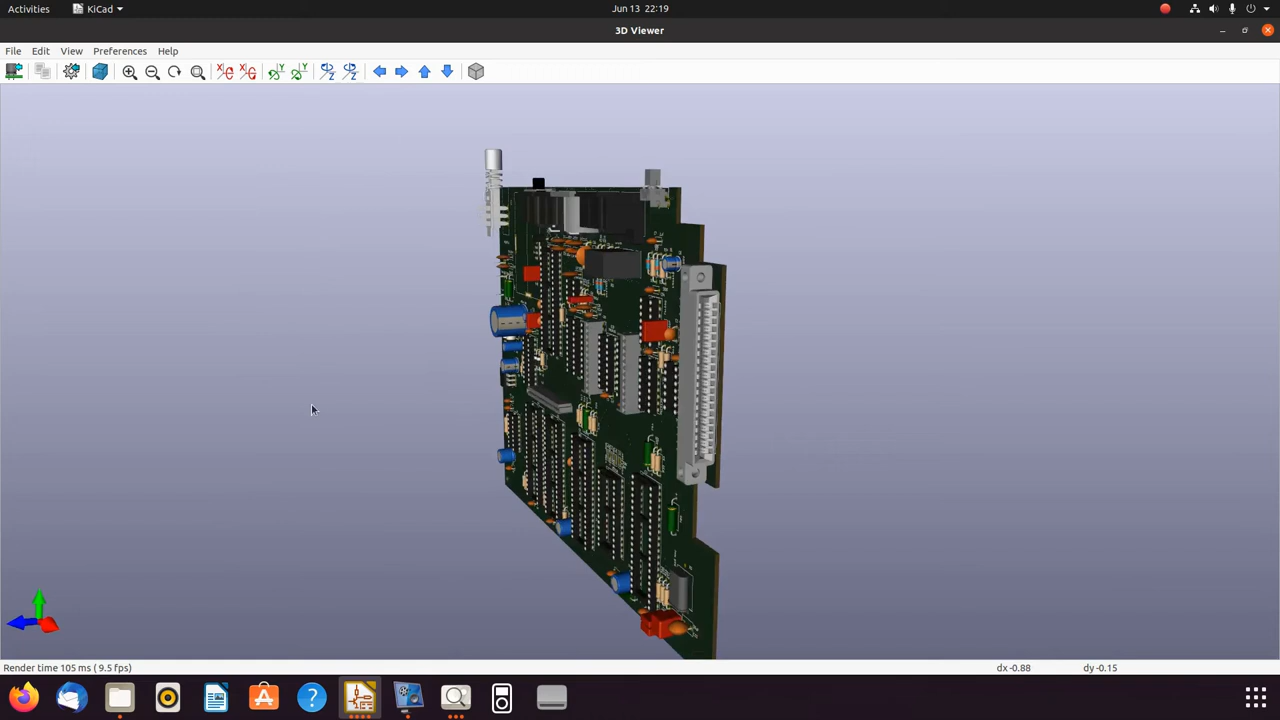 Activities
KiCad
Jun 13 22:19
3D Viewer
File Edit View Preferences Help
Render time 105 ms ( 9.5 fps)
dx -0.88
dy -0.15